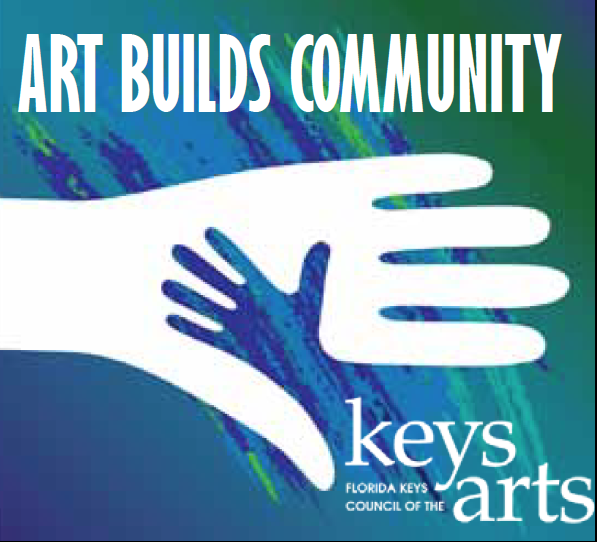 ART BUILDS COMMUNITY
keys
FLORIDA KEYS
COUNCIL OF THE
arts